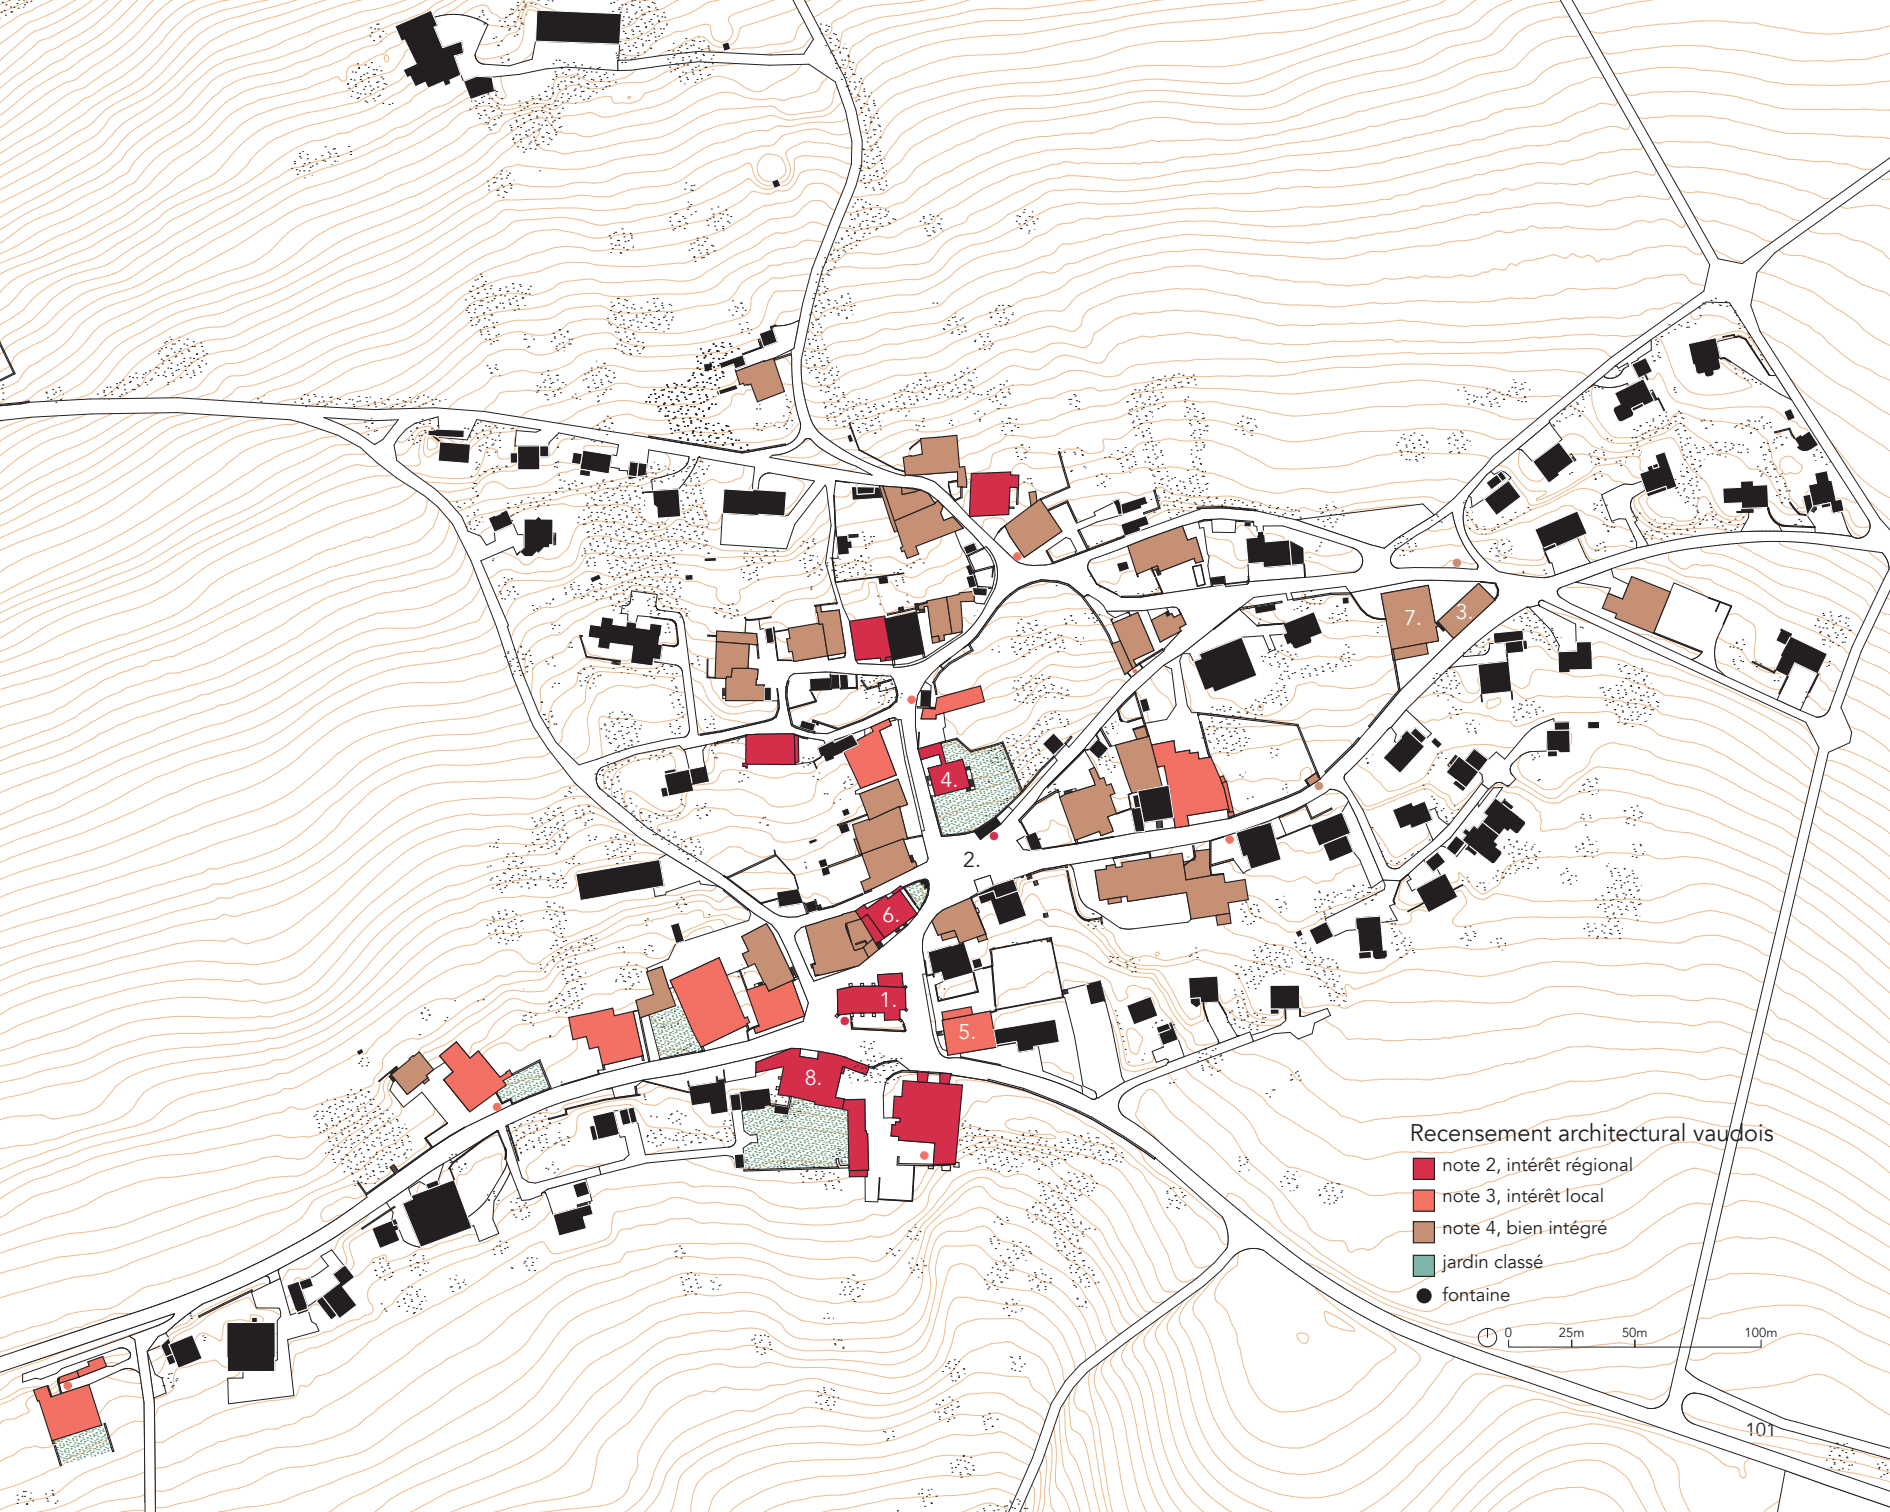 7.
3.
4.
2.
6.
1.
5.
8.
Recensement architectural vaudois
note 2, intérêt régional
note 3, intérêt local
note 4, bien intégré
jardin classé
fontaine
0 25m 50m 100m
101